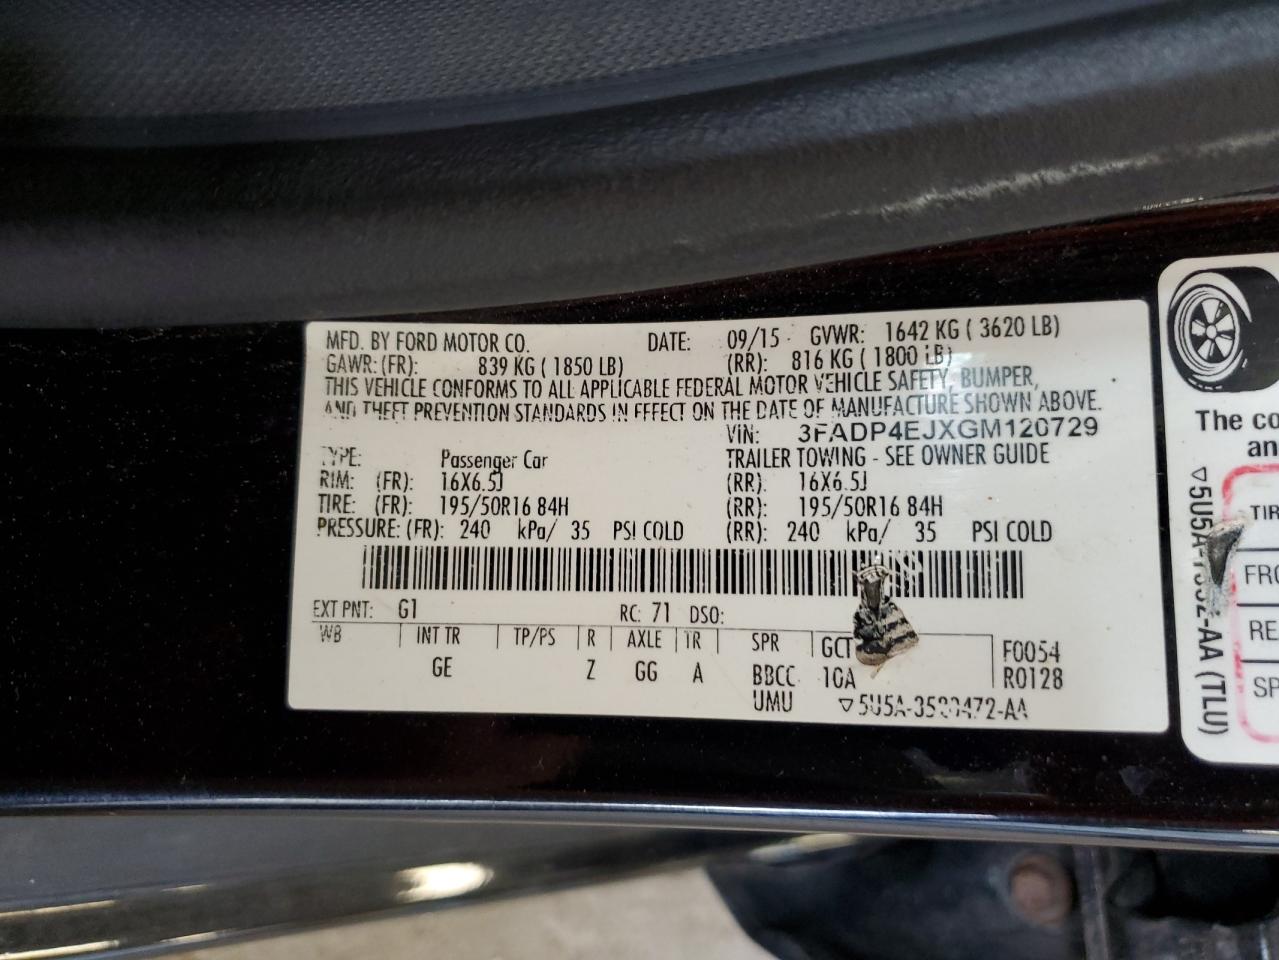 MFD. BY FORD MOTOR CO. DATE: 09/15 GVWR: 1642 KG ( 3620 LB)
GAWR: (FR): 839 KG ( 1850 LB) (RR): 816 KG ( 1800 LB)
THIS VEHICLE CONFORMS TO ALL APPLICABLE FEDERAL MOTOR VEHICLE SAFETY, BUMPER,
AND THEFT PREVENTION STANDARDS IN EFFECT ON THE DATE OF MANUFACTURE SHOWN ABOVE.
VIN: 3FADP4EJXGM120729
TYPE: Passenger Car TRAILER TOWING - SEE OWNER GUIDE
RIM: (FR): 16X6.5J (RR): 16X6.5J
TIRE: (FR): 195/50R16 84H (RR): 195/50R16 84H
PRESSURE: (FR): 240 kPa/ 35 PSI COLD (RR): 240 kPa/ 35 PSI COLD
EXT PNT: G1 RC: 71 DSO:
WB INT TR TP/PS R AXLE TR SPR GCT F0054
GE Z GG A BBCC 10A R0128
UMU ▽5U5A-3520472-AA
The co
an
TIR
FRO
RE
SP
(TLU)